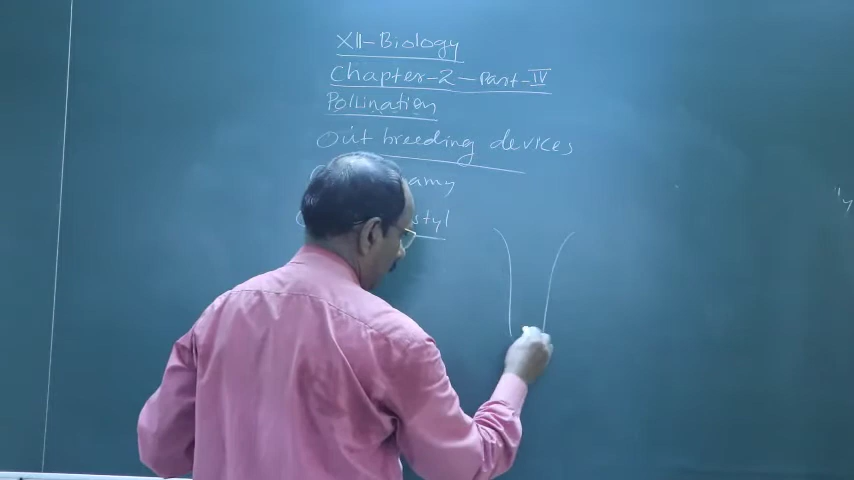 XII-Biology
Chapter-2-Part-IV
Pollination
Out breeding devices
amy
styl